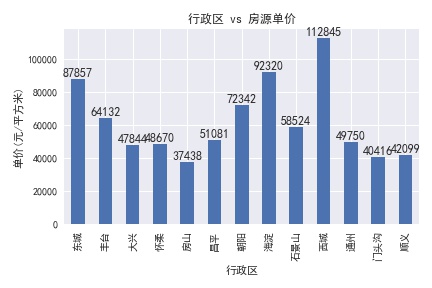 行政区 vs 房源单价
单价(元/平方米)
100000
80000
60000
40000
20000
0
87857
64132
47844
48670
37438
51081
72342
92320
58524
112845
49750
40416
42099
东城
丰台
大兴
怀柔
房山
昌平
朝阳
海淀
石景山
西城
通州
门头沟
顺义
行政区